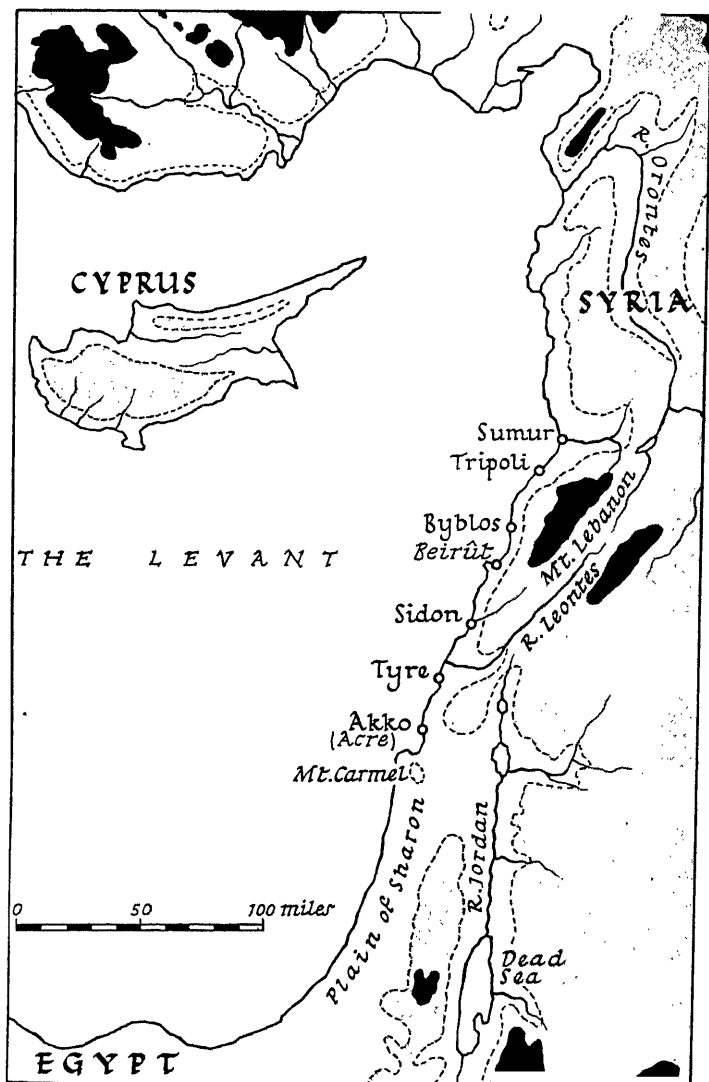 R. Orontes
CYPRUS
SYRIA
Sumur
Tripoli
Byblos
Mt. Lebanon
Beirût
THE LEVANT
R. Leontes
Sidon
Tyre
Akko
(Acre)
Mt. Carmel
Plain of Sharon
R. Jordan
0 50 100 miles
Dead
Sea
EGYPT